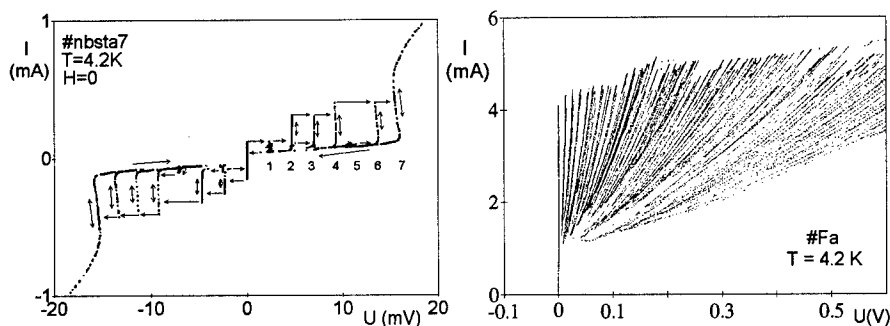 1
I
(mA)
#nbsta7
T=4.2K
H=0
0
1 2 3 4 5 6 7
-1
-20 -10 0 10 U (mV) 20
6
I
(mA)
4
2
#Fa
T = 4.2 K
0
-0.1 0 0.1 0.3 0.5 U(V)